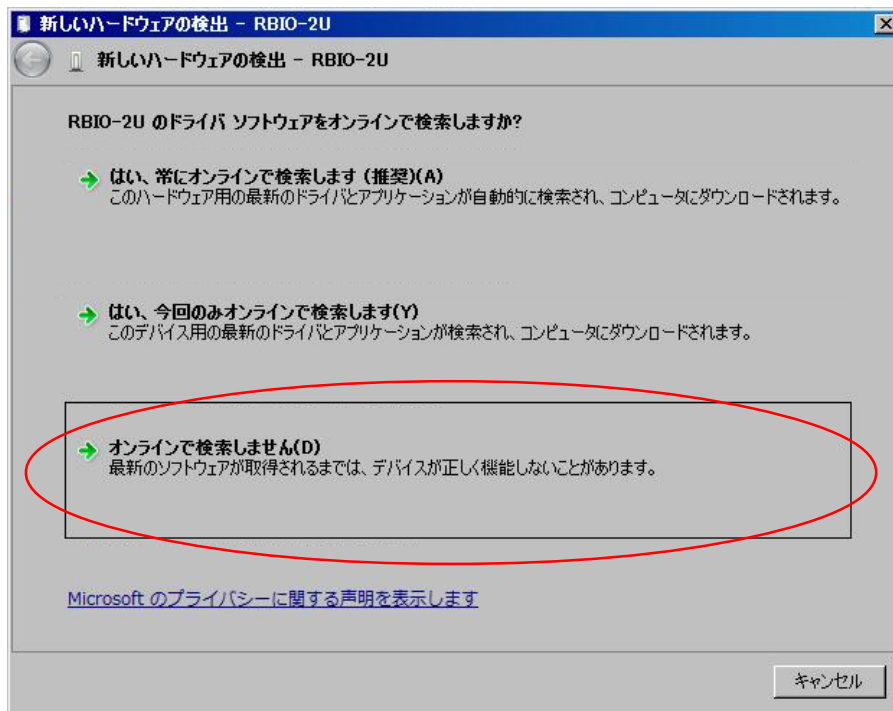 新しいハードウェアの検出 - RBIO-2U
新しいハードウェアの検出 - RBIO-2U
RBIO-2U のドライバ ソフトウェアをオンラインで検索しますか?
はい、常にオンラインで検索します (推奨)(A)
このハードウェア用の最新のドライバとアプリケーションが自動的に検索され、コンピュータにダウンロードされます。
はい、今回のみオンラインで検索します(Y)
このデバイス用の最新のドライバとアプリケーションが検索され、コンピュータにダウンロードされます。
オンラインで検索しません(D)
最新のソフトウェアが取得されるまでは、デバイスが正しく機能しないことがあります。
Microsoft のプライバシーに関する声明を表示します
キャンセル